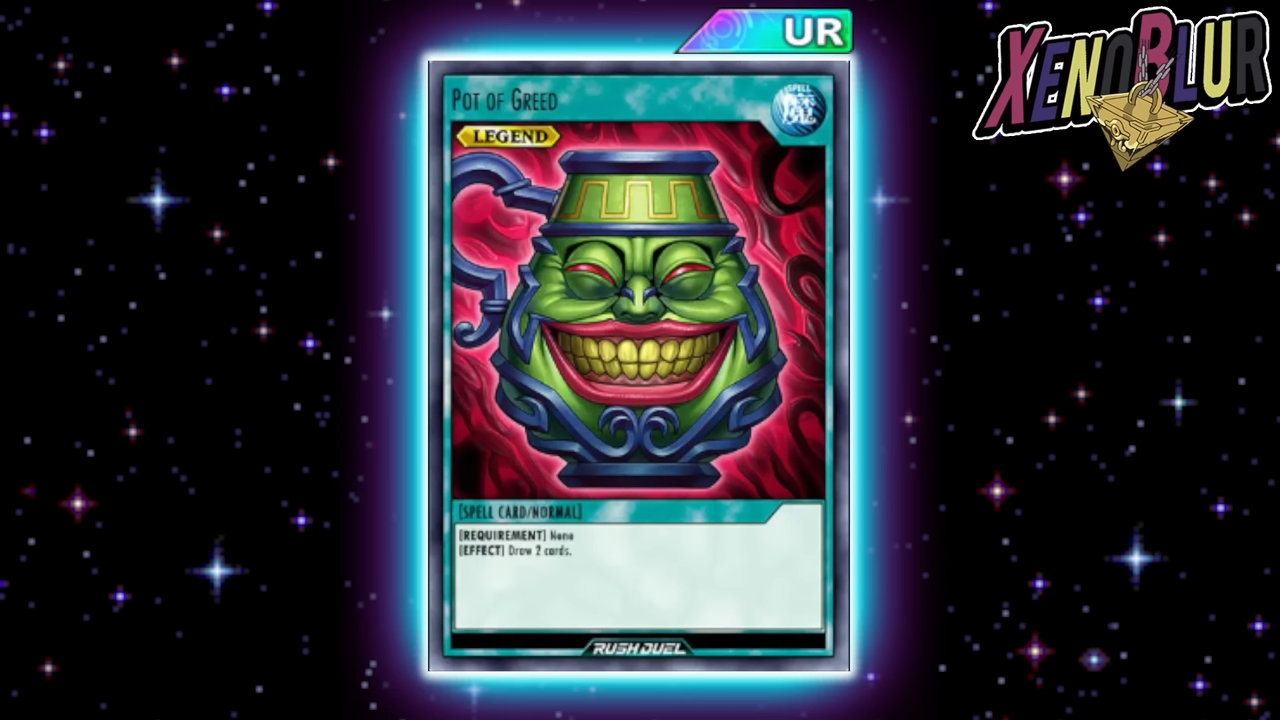 UR
XENOBLUR
POT OF GREED
SPELL
LEGEND
[SPELL CARD/NORMAL]
[REQUIREMENT] None
[EFFECT] Draw 2 cards.
RUSH DUEL